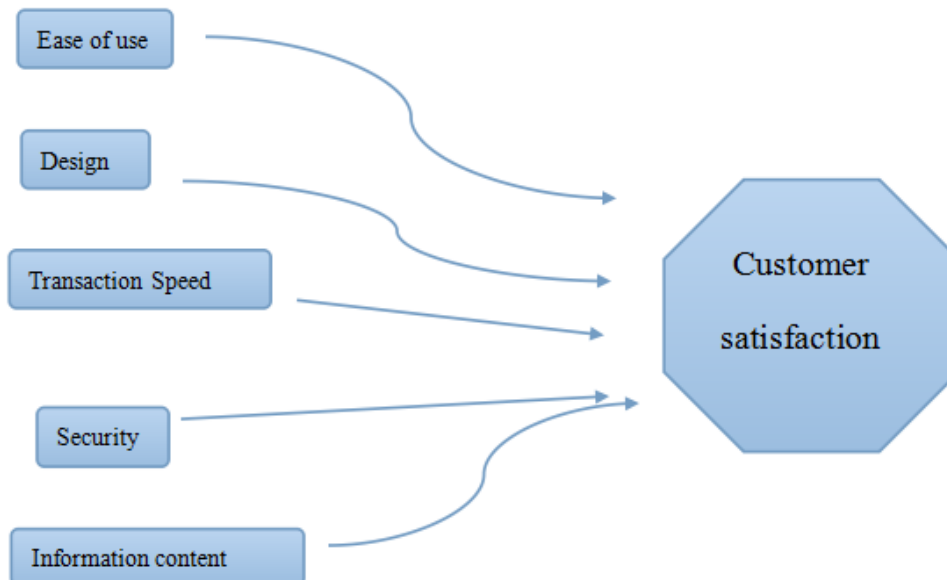 Ease of use
Design
Transaction Speed
Security
Information content
Customer
satisfaction